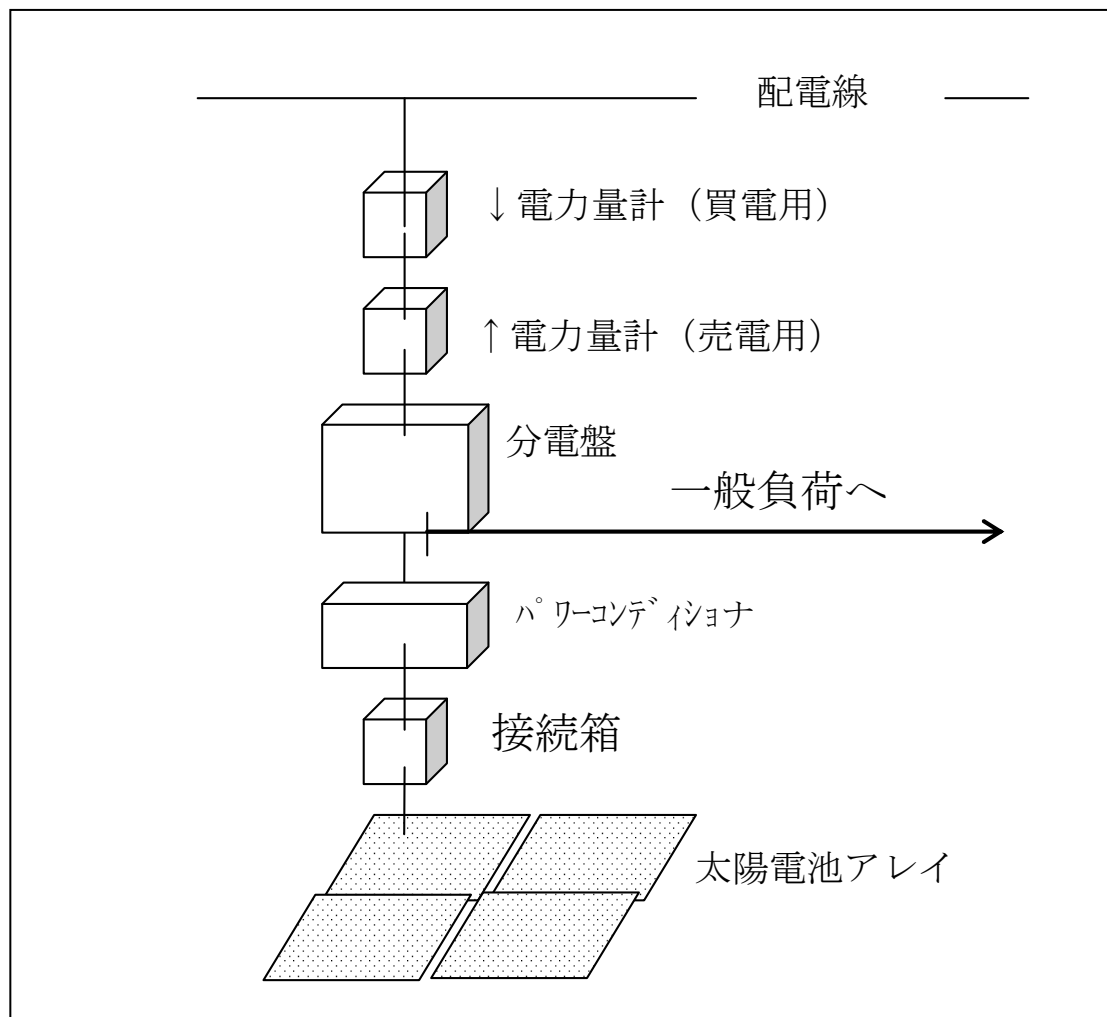 配電線
↓電力量計（買電用）
↑電力量計（売電用）
分電盤
一般負荷へ
ﾊﾟﾜｰｺﾝﾃﾞｨｼｮﾅ
接続箱
太陽電池アレイ